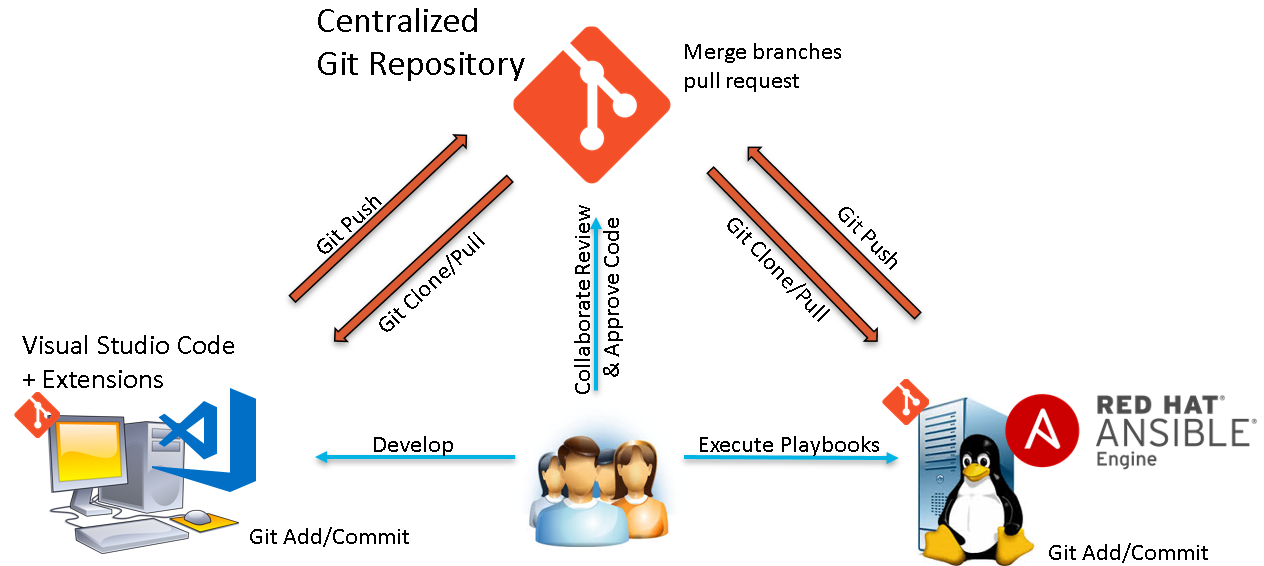 Centralized
Git Repository
Merge branches
pull request
Git Push
Git Clone/Pull
Collaborate Review
& Approve Code
Git Clone/Pull
Git Push
Visual Studio Code
+ Extensions
Develop
Execute Playbooks
RED HAT®
ANSIBLE®
Engine
Git Add/Commit
Git Add/Commit